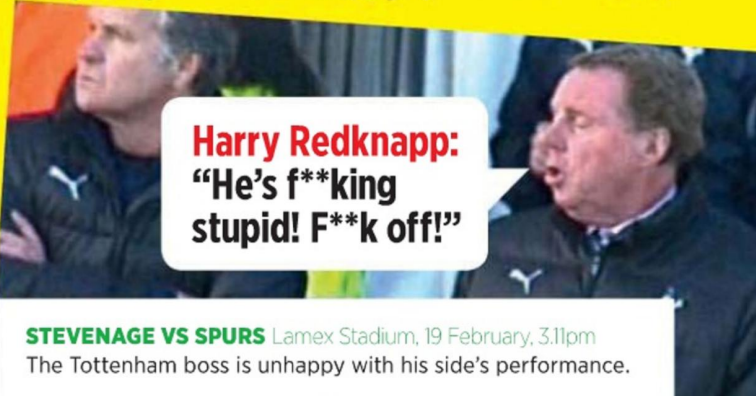 Harry Redknapp:
“He’s f**king
stupid! F**k off!”
STEVENAGE VS SPURS Lamex Stadium, 19 February, 3.11pm
The Tottenham boss is unhappy with his side’s performance.